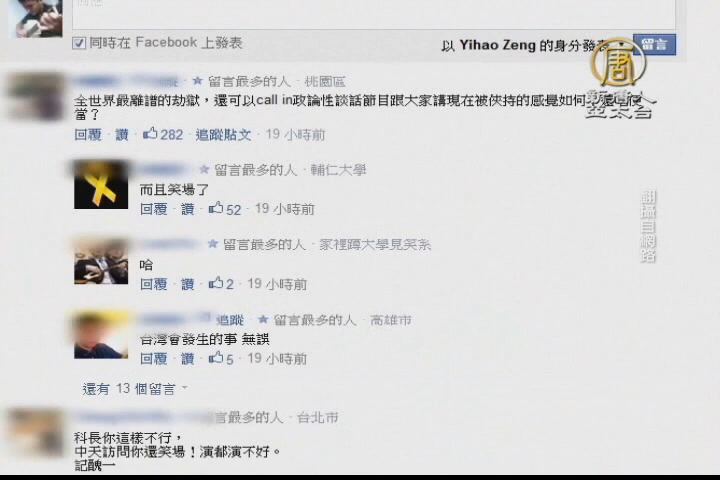 同時在 Facebook 上發表
以 Yihao Zeng 的身分發表
留言
唐
新唐人
亞太台
留言最多的人 · 桃園區
全世界最離譜的劫獄，還可以call in政論性談話節目跟大家講現在被俠持的感覺如何
當？
回覆 · 讚 · 282 · 追蹤貼文 · 19 小時前
留言最多的人 · 輔仁大學
而且笑場了
回覆 · 讚 · 52 · 19 小時前
留言最多的人 · 家裡蹲大學見笑系
哈
回覆 · 讚 · 2 · 19 小時前
追蹤 留言最多的人 · 高雄市
台灣會發生的事 無誤
回覆 · 讚 · 5 · 19 小時前
還有 13 個留言
留言最多的人 · 台北市
科長你這樣不行，
中天訪問你還笑場！演都演不好。
記醜一
翻攝自網路